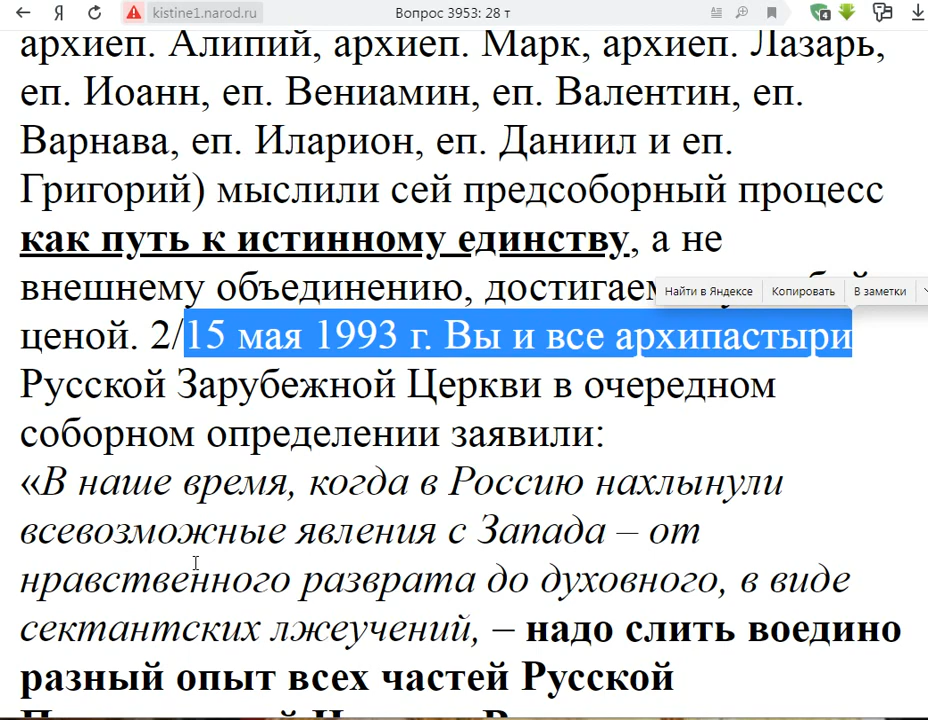 Я kistine1.narod.ru Вопрос 3953: 28 т 4
архиеп. Алипий, архиеп. Марк, архиеп. Лазарь,
еп. Иоанн, еп. Вениамин, еп. Валентин, еп.
Варнава, еп. Иларион, еп. Даниил и еп.
Григорий) мыслили сей предсоборный процесс
как путь к истинному единству, а не
Найти в Яндексе Копировать В заметки
внешнему объединению,
ценой. 2/15 мая 1993 г. Вы и все архипастыри
Русской Зарубежной Церкви в очередном
соборном определении заявили:
«В наше время, когда в Россию нахлынули
всевозможные явления с Запада – от
нравственного разврата до духовного, в виде
сектантских лжеучений, – надо слить воедино
разный опыт всех частей Русской